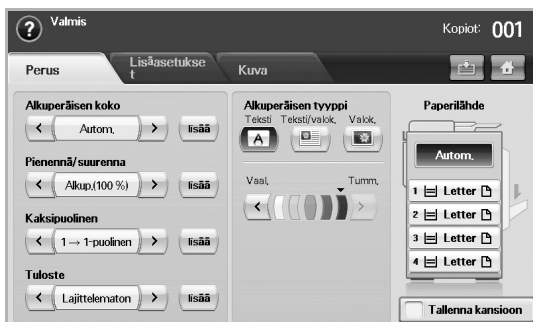 ? Valmis
Kopiot: 001
Perus
Lisäasetukse
t
Kuva
Alkuperäisen koko
< Autom. > lisää
Pienennä/suurenna
< Alkup.(100 %) > lisää
Kaksipuolinen
< 1 → 1-puolinen > lisää
Tuloste
< Lajittelematon > lisää
Alkuperäisen tyyppi
Teksti Teksti/valok. Valok.
A
Vaal. Tumm.
< >
Paperilähde
Autom.
1 Letter
2 Letter
3 Letter
4 Letter
Tallenna kansioon